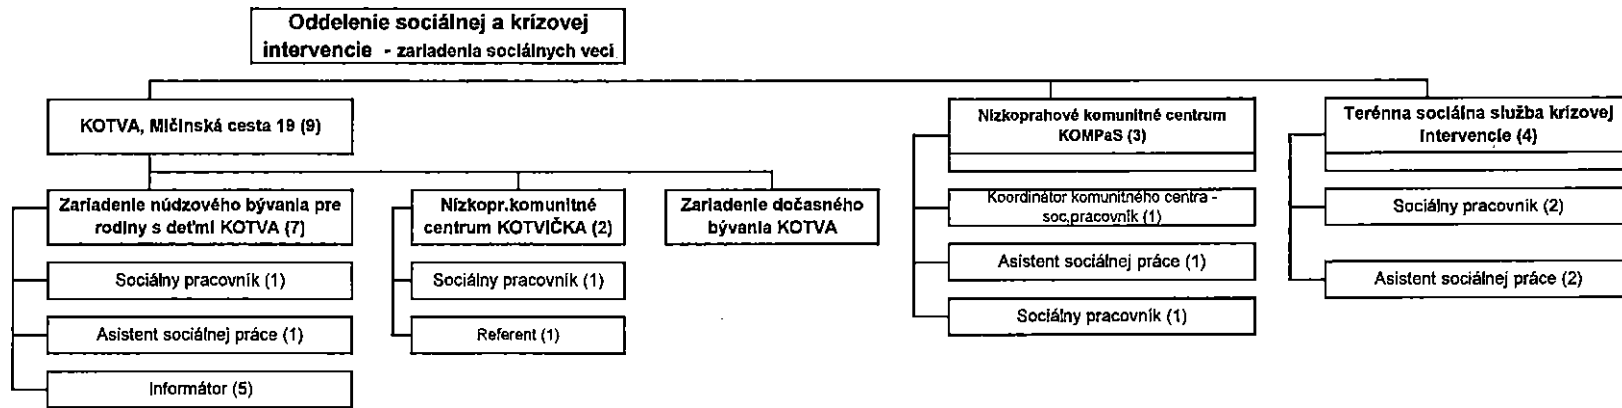 Oddelenie sociálnej a krízovej
intervencie - zariadenia sociálnych vecí
KOTVA, Mičinská cesta 19 (9)
Nízkoprahové komunitné centrum
KOMPaS (3)
Terénna sociálna služba krízovej
intervencie (4)
Zariadenie núdzového bývania pre
rodiny s deťmi KOTVA (7)
Nízkopr.komunitné
centrum KOTVIČKA (2)
Zariadenie dočasného
bývania KOTVA
Koordinátor komunitného centra -
soc.pracovník (1)
Sociálny pracovník (2)
Sociálny pracovník (1)
Sociálny pracovník (1)
Asistent sociálnej práce (1)
Asistent sociálnej práce (2)
Asistent sociálnej práce (1)
Referent (1)
Sociálny pracovník (1)
Informátor (5)